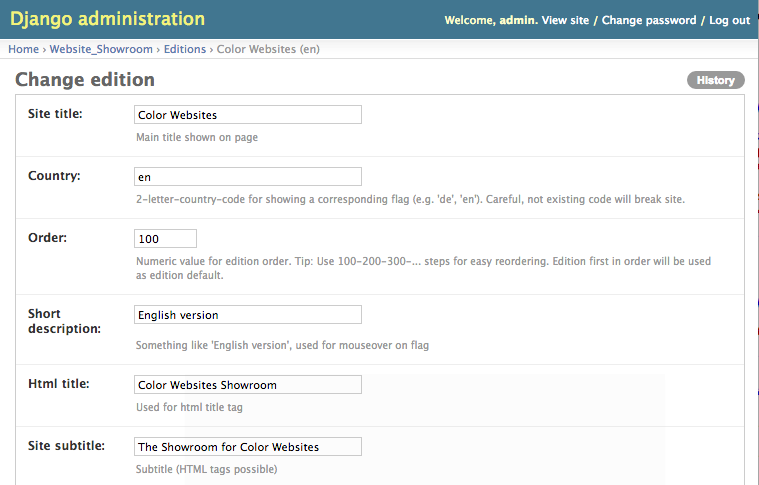 Django administration
Welcome, admin. View site / Change password / Log out
Home › Website_Showroom › Editions › Color Websites (en)
Change edition
History
Site title:
Color Websites
Main title shown on page
Country:
en
2-letter-country-code for showing a corresponding flag (e.g. 'de', 'en'). Careful, not existing code will break site.
Order:
100
Numeric value for edition order. Tip: Use 100-200-300-... steps for easy reordering. Edition first in order will be used
as edition default.
Short
description:
English version
Something like 'English version', used for mouseover on flag
Html title:
Color Websites Showroom
Used for html title tag
Site subtitle:
The Showroom for Color Websites
Subtitle (HTML tags possible)